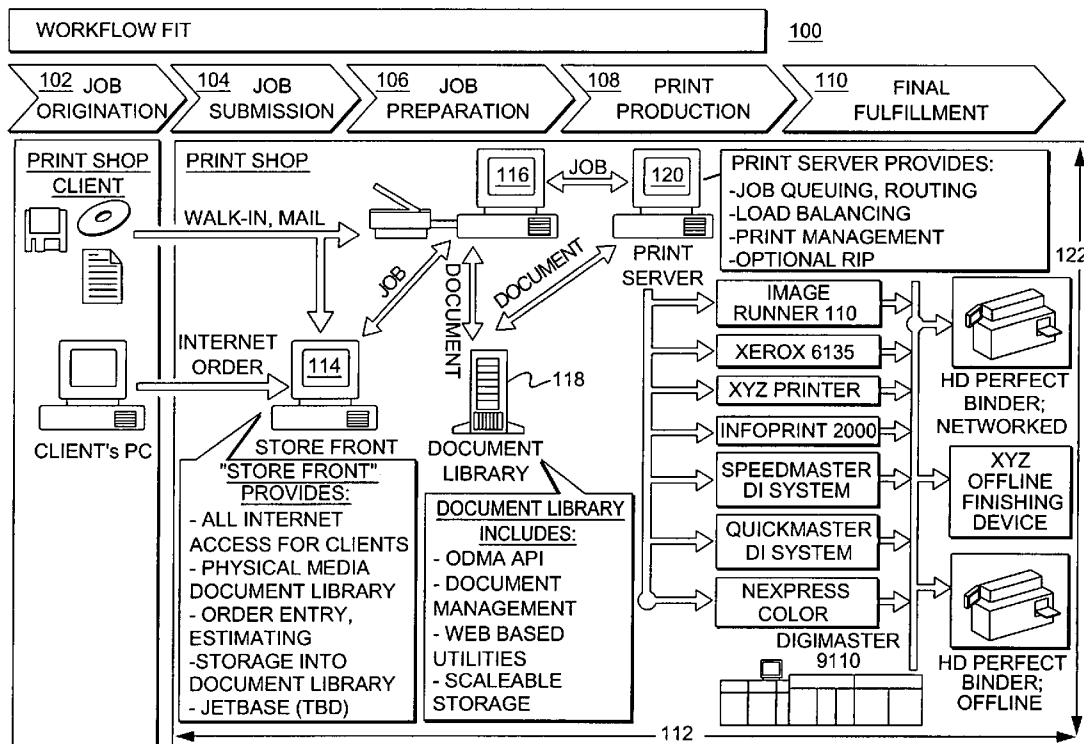 WORKFLOW FIT
100
102 JOB
ORIGINATION
104 JOB
SUBMISSION
106 JOB
PREPARATION
108 PRINT
PRODUCTION
110 FINAL
FULFILLMENT
PRINT SHOP
CLIENT
WALK-IN, MAIL
INTERNET
ORDER
CLIENT's PC
PRINT SHOP
114
STORE FRONT
"STORE FRONT"
PROVIDES:
- ALL INTERNET
ACCESS FOR CLIENTS
- PHYSICAL MEDIA
DOCUMENT LIBRARY
- ORDER ENTRY,
ESTIMATING
-STORAGE INTO
DOCUMENT LIBRARY
- JETBASE (TBD)
116
JOB
JOB
DOCUMENT
DOCUMENT
118
DOCUMENT
LIBRARY
DOCUMENT LIBRARY
INCLUDES:
- ODMA API
- DOCUMENT
MANAGEMENT
- WEB BASED
UTILITIES
- SCALEABLE
STORAGE
120
PRINT
SERVER
PRINT SERVER PROVIDES:
-JOB QUEUING, ROUTING
-LOAD BALANCING
-PRINT MANAGEMENT
-OPTIONAL RIP
122
IMAGE
RUNNER 110
XEROX 6135
XYZ PRINTER
INFOPRINT 2000
SPEEDMASTER
DI SYSTEM
QUICKMASTER
DI SYSTEM
NEXPRESS
COLOR
DIGIMASTER
9110
HD PERFECT
BINDER;
NETWORKED
XYZ
OFFLINE
FINISHING
DEVICE
HD PERFECT
BINDER;
OFFLINE
112